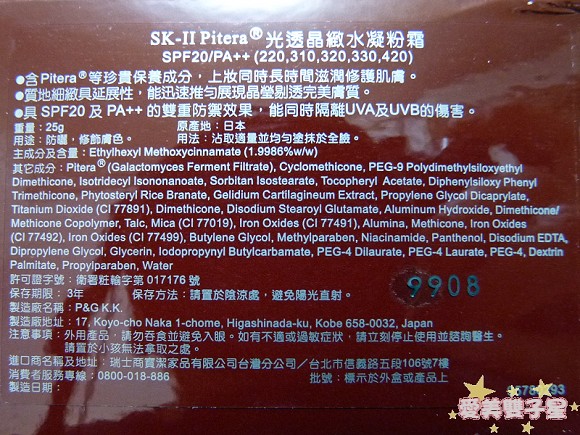 SK-II Pitera®光透晶緻水凝粉霜
SPF20/PA++ (220,310,320,330,420)
●含Pitera®等珍貴保養成分，上妝同時長時間滋潤修護肌膚。
●質地細緻具延展性，能迅速推勻展現晶瑩剔透完美膚質。
●具SPF20及PA++的雙重防禦效果，能同時隔離UVA及UVB的傷害。
重量：25g 原產地：日本
用途：防曬，修飾膚色。 用法：沾取適量並均勻塗抹於全臉。
主成分及含量：Ethylhexyl Methoxycinnamate (1.9986%w/w)
其它成分：Pitera®(Galactomyces Ferment Filtrate), Cyclomethicone, PEG-9 Polydimethylsiloxyethyl
Dimethicone, Isotridecyl Isononanoate, Sorbitan Isostearate, Tocopheryl Acetate, Diphenylsiloxy Phenyl
Trimethicone, Phytosteryl Rice Branate, Gelidium Cartilagineum Extract, Propylene Glycol Dicaprylate,
Titanium Dioxide (CI 77891), Dimethicone, Disodium Stearoyl Glutamate, Aluminum Hydroxide, Dimethicone/
Methicone Copolymer, Talc, Mica (CI 77019), Iron Oxides (CI 77491), Alumina, Methicone, Iron Oxides
(CI 77492), Iron Oxides (CI 77499), Butylene Glycol, Methylparaben, Niacinamide, Panthenol, Disodium EDTA,
Dipropylene Glycol, Glycerin, Iodopropynyl Butylcarbamate, PEG-4 Dilaurate, PEG-4 Laurate, PEG-4, Dextrin
Palmitate, Propylparaben, Water
許可證字號：衛署粧輸字第017176號
9908
保存期限：3年 保存方法：請置於陰涼處，避免陽光直射。
製造廠名稱：P&G K.K.
製造廠地址：17, Koyo-cho Naka 1-chome, Higashinada-ku, Kobe 658-0032, Japan
注意事項：外用產品，請勿吞食並避免入眼。如有不適或過敏症狀，請立刻停止使用並諮詢醫生。
請置於小孩無法拿取之處。
進口商名稱及地址：瑞士商寶潔家品有限公司台灣分公司／台北市信義路五段106號7樓
消費者服務專線：0800-018-886 批號：標示於外盒或產品上
製造日期：
愛美雙子星